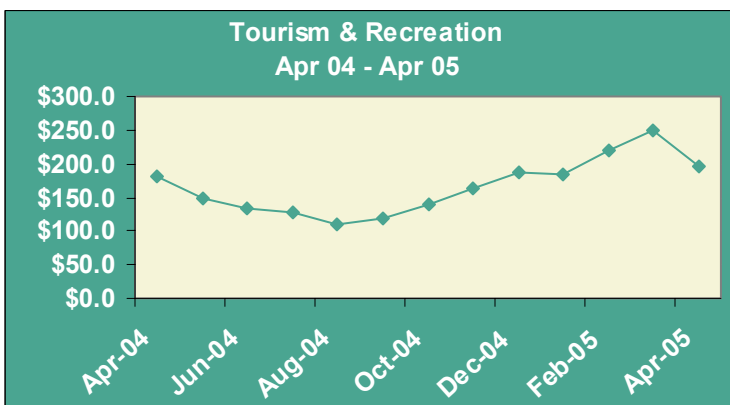 Tourism & Recreation
Apr 04 - Apr 05
$300.0
$250.0
$200.0
$150.0
$100.0
$50.0
$0.0
Apr-04
Jun-04
Aug-04
Oct-04
Dec-04
Feb-05
Apr-05